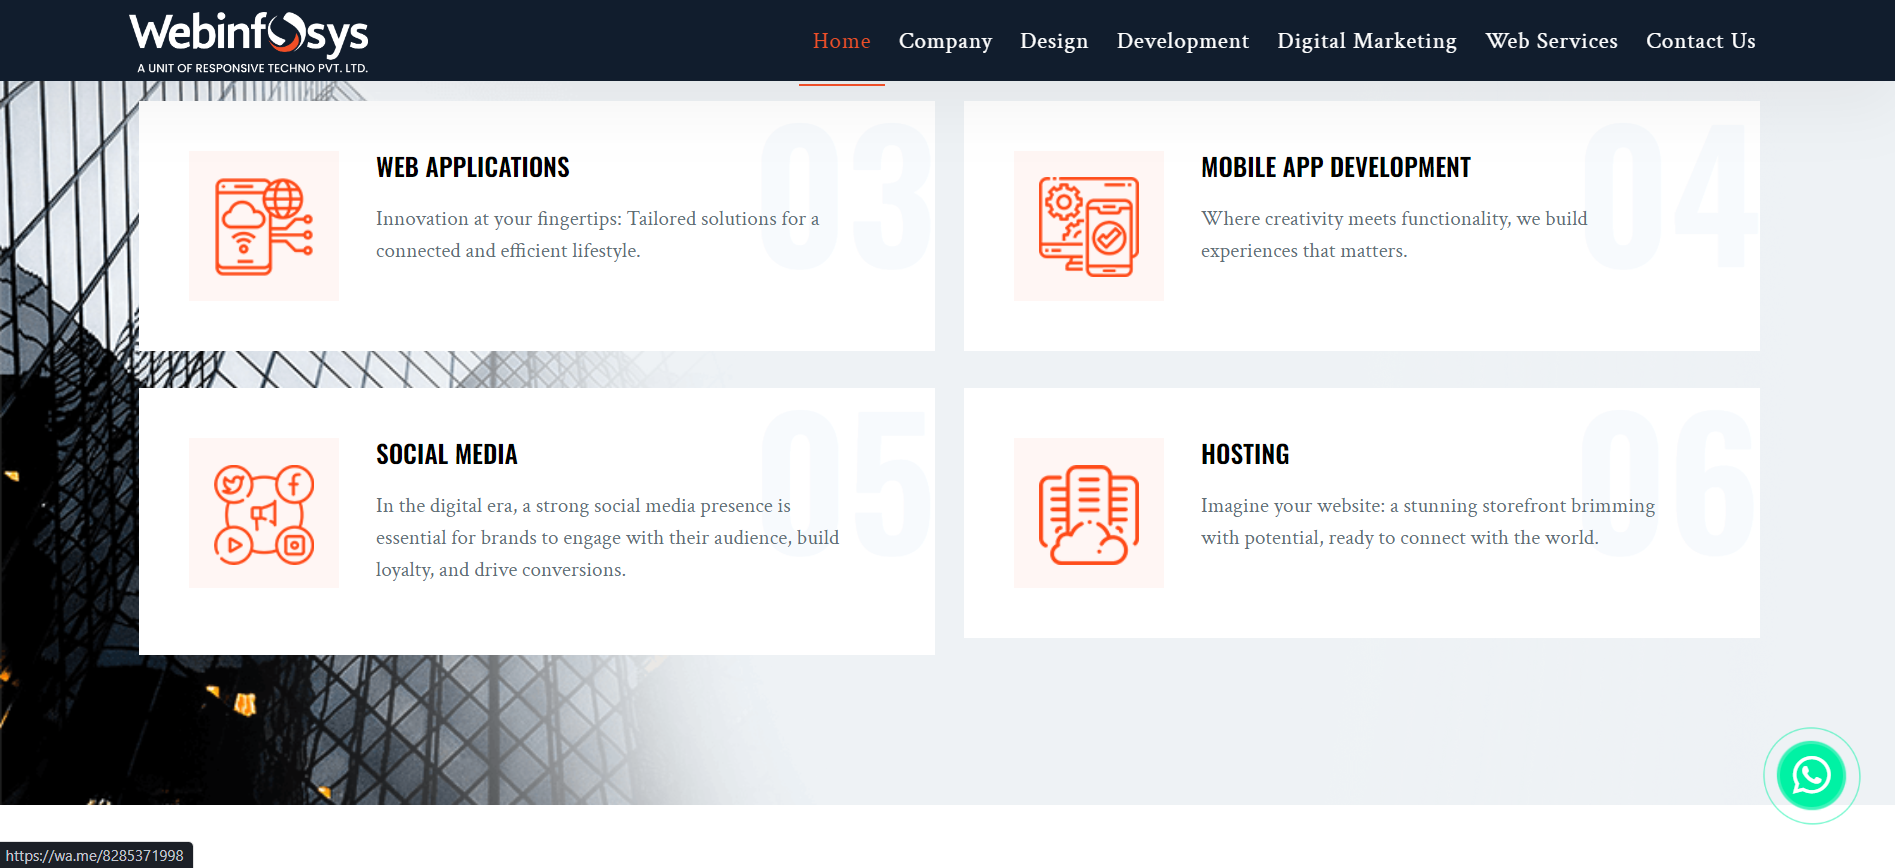 Webinfosys
A UNIT OF RESPONSIVE TECHNO PVT. LTD.
Home Company Design Development Digital Marketing Web Services Contact Us
03
WEB APPLICATIONS
Innovation at your fingertips: Tailored solutions for a
connected and efficient lifestyle.
04
MOBILE APP DEVELOPMENT
Where creativity meets functionality, we build
experiences that matters.
05
SOCIAL MEDIA
In the digital era, a strong social media presence is
essential for brands to engage with their audience, build
loyalty, and drive conversions.
06
HOSTING
Imagine your website: a stunning storefront brimming
with potential, ready to connect with the world.
https://wa.me/8285371998